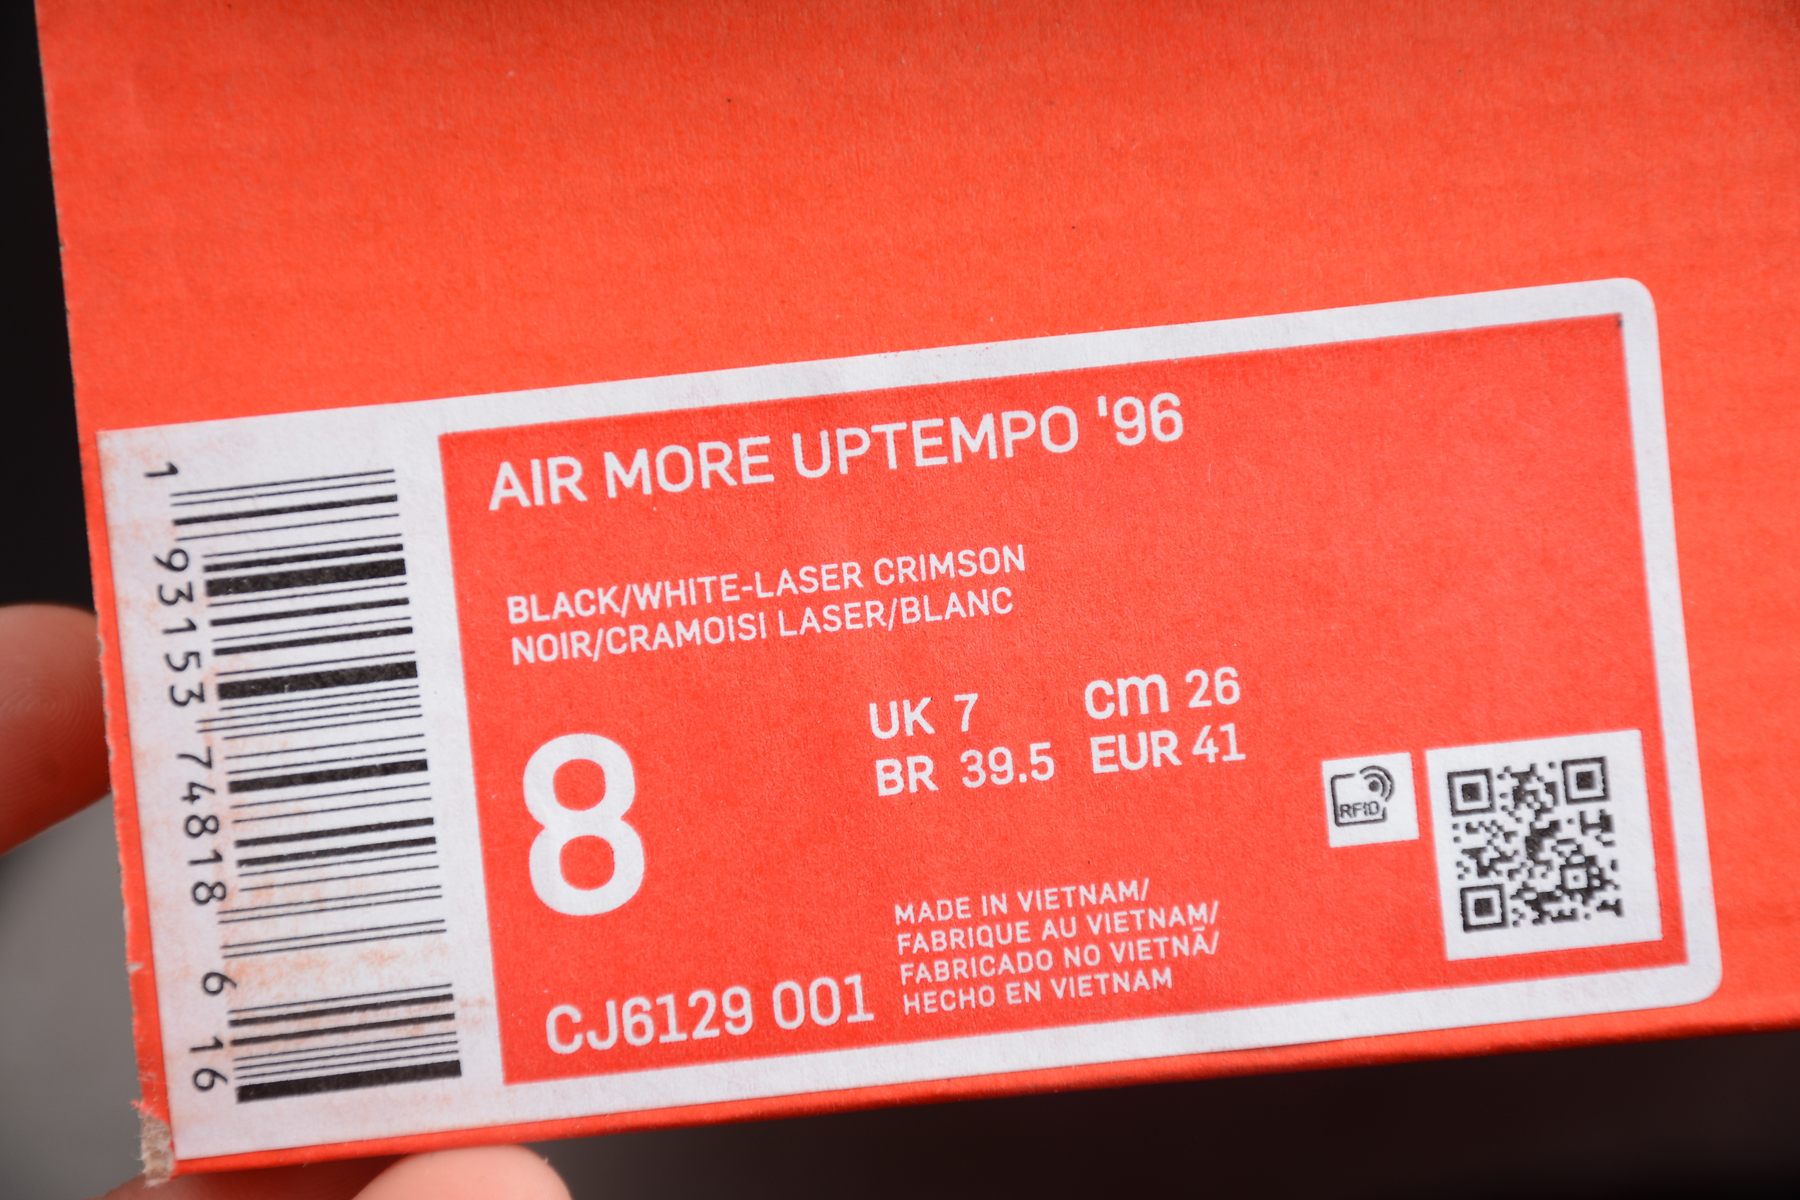 AIR MORE UPTEMPO '96
BLACK/WHITE-LASER CRIMSON
NOIR/CRAMOISI LASER/BLANC
8
UK 7 cm 26
BR 39.5 EUR 41
RFID
MADE IN VIETNAM/
FABRIQUE AU VIETNAM/
FABRICADO NO VIETNÃ/
HECHO EN VIETNAM
CJ6129 001
1 93153 74818 6 16